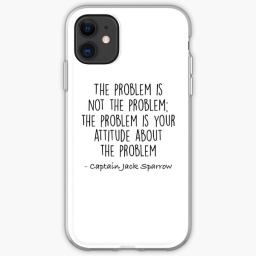 THE PROBLEM IS
NOT THE PROBLEM;
THE PROBLEM IS YOUR
ATTITUDE ABOUT
THE PROBLEM
- Captain Jack Sparrow